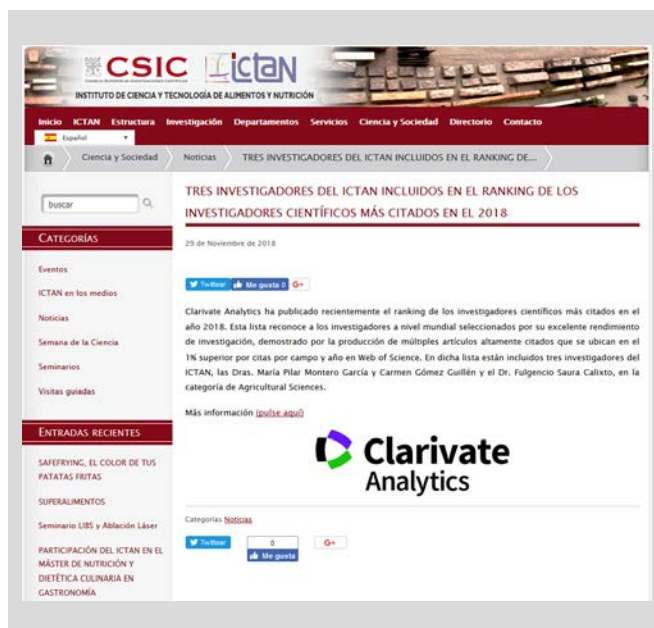 CSIC
CONSEJO SUPERIOR DE INVESTIGACIONES CIENTÍFICAS
ictan
INSTITUTO DE CIENCIA Y TECNOLOGÍA DE ALIMENTOS Y NUTRICIÓN
Inicio ICTAN Estructura Investigación Departamentos Servicios Ciencia y Sociedad Directorio Contacto
Español
Ciencia y Sociedad Noticias TRES INVESTIGADORES DEL ICTAN INCLUIDOS EN EL RANKING DE...
buscar
CATEGORÍAS
Eventos
ICTAN en los medios
Noticias
Semana de la Ciencia
Seminarios
Visitas guiadas
ENTRADAS RECIENTES
SAFEFRYING, EL COLOR DE TUS
PATATAS FRITAS
SUPERALIMENTOS
Seminario LIBS y Ablación Láser
PARTICIPACIÓN DEL ICTAN EN EL
MÁSTER DE NUTRICIÓN Y
DIETÉTICA CULINARIA EN
GASTRONOMÍA
TRES INVESTIGADORES DEL ICTAN INCLUIDOS EN EL RANKING DE LOS
INVESTIGADORES CIENTÍFICOS MÁS CITADOS EN EL 2018
29 de Noviembre de 2018
Twittear Me gusta 0 G+
Clarivate Analytics ha publicado recientemente el ranking de los investigadores científicos más citados en el
año 2018. Esta lista reconoce a los investigadores a nivel mundial seleccionados por su excelente rendimiento
de investigación, demostrado por la producción de múltiples artículos altamente citados que se ubican en el
1% superior por citas por campo y año en Web of Science. En dicha lista están incluidos tres investigadores del
ICTAN, las Dras. María Pilar Montero García y Carmen Gómez Guillén y el Dr. Fulgencio Saura Calixto, en la
categoría de Agricultural Sciences.
Más información (pulse aquí)
Clarivate
Analytics
Categorías Noticias
Twittear 0 G+
Me gusta